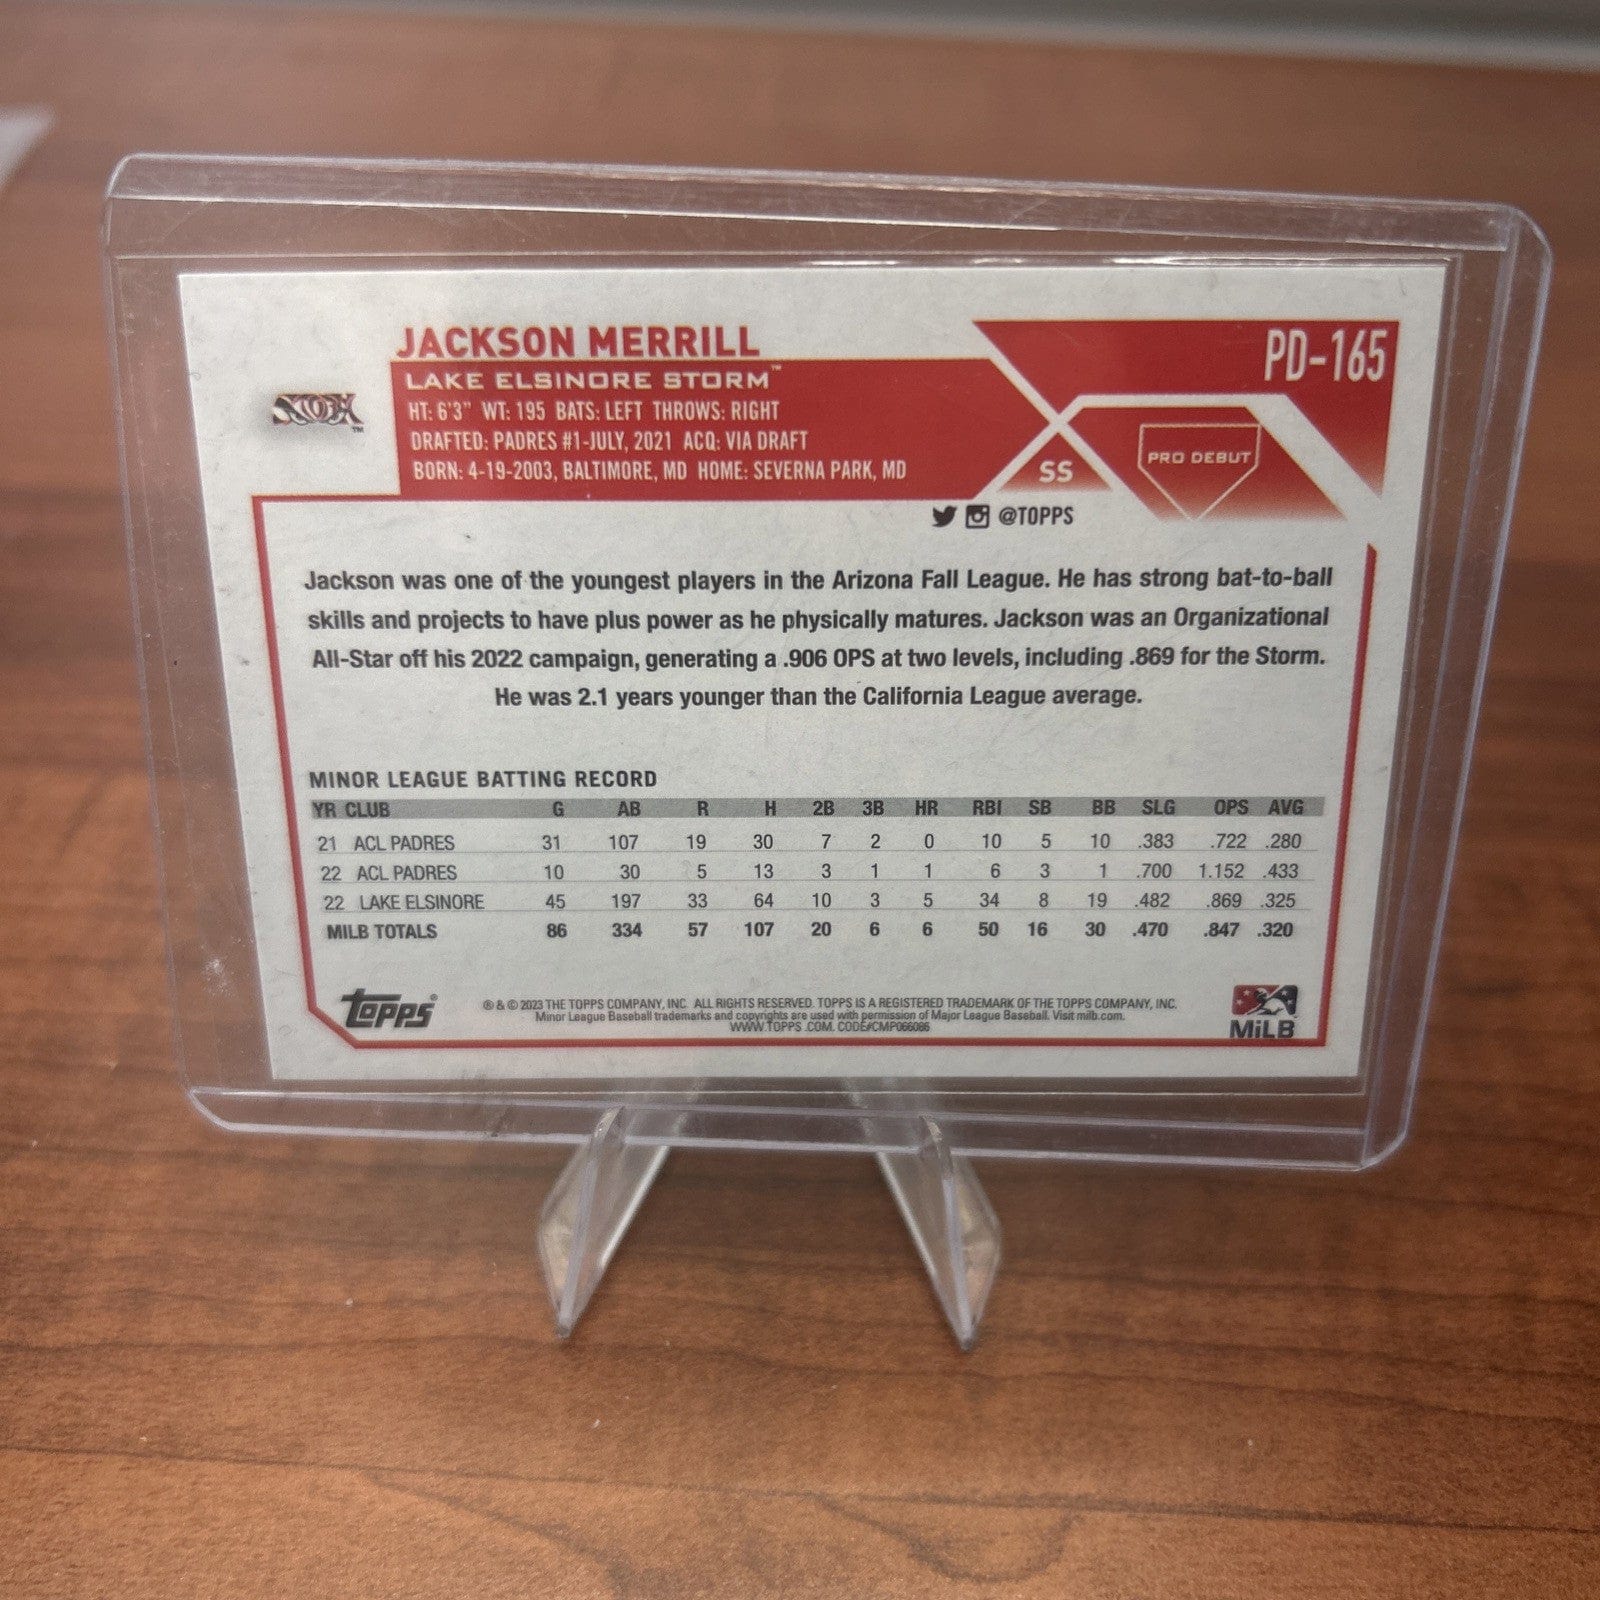 JACKSON MERRILL
PD-165
LAKE ELSINORE STORM™
STORM™
HT: 6'3" WT: 195 BATS: LEFT THROWS: RIGHT
DRAFTED: PADRES #1-JULY, 2021 ACQ: VIA DRAFT
BORN: 4-19-2003, BALTIMORE, MD HOME: SEVERNA PARK, MD
SS
PRO DEBUT
@TOPPS
Jackson was one of the youngest players in the Arizona Fall League. He has strong bat-to-ball
skills and projects to have plus power as he physically matures. Jackson was an Organizational
All-Star off his 2022 campaign, generating a .906 OPS at two levels, including .869 for the Storm.
He was 2.1 years younger than the California League average.
MINOR LEAGUE BATTING RECORD
YR CLUB G AB R H 2B 3B HR RBI SB BB SLG OPS AVG
21 ACL PADRES 31 107 19 30 7 2 0 10 5 10 .383 .722 .280
22 ACL PADRES 10 30 5 13 3 1 1 6 3 1 .700 1.152 .433
22 LAKE ELSINORE 45 197 33 64 10 3 5 34 8 19 .482 .869 .325
MILB TOTALS 86 334 57 107 20 6 6 50 16 30 .470 .847 .320
topps®
® & © 2023 THE TOPPS COMPANY, INC. ALL RIGHTS RESERVED. TOPPS IS A REGISTERED TRADEMARK OF THE TOPPS COMPANY, INC.
Minor League Baseball trademarks and copyrights are used with permission of Major League Baseball. Visit milb.com.
WWW.TOPPS.COM. CODE#CMP066086
MiLB